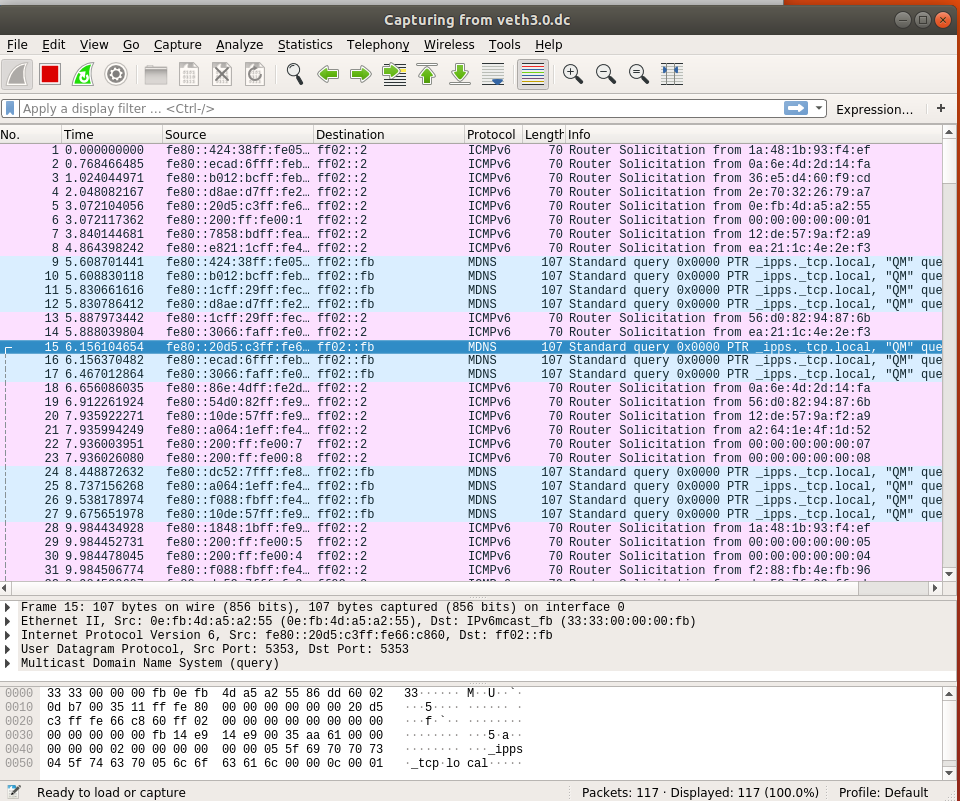 Capturing from veth3.0.dc
File Edit View Go Capture Analyze Statistics Telephony Wireless Tools Help
Apply a display filter ... <Ctrl-/> Expression... +
No. Time Source Destination Protocol Length Info
1 0.000000000 fe80::424:38ff:fe05… ff02::2 ICMPv6 70 Router Solicitation from 1a:48:1b:93:f4:ef
2 0.768466485 fe80::ecad:6fff:feb… ff02::2 ICMPv6 70 Router Solicitation from 0a:6e:4d:2d:14:fa
3 1.024044971 fe80::b012:bcff:feb… ff02::2 ICMPv6 70 Router Solicitation from 36:e5:d4:60:f9:cd
4 2.048082167 fe80::d8ae:d7ff:fe2… ff02::2 ICMPv6 70 Router Solicitation from 2e:70:32:26:79:a7
5 3.072104056 fe80::20d5:c3ff:fe6… ff02::2 ICMPv6 70 Router Solicitation from 0e:fb:4d:a5:a2:55
6 3.072117362 fe80::200:ff:fe00:1 ff02::2 ICMPv6 70 Router Solicitation from 00:00:00:00:00:01
7 3.840144681 fe80::7858:bdff:fea… ff02::2 ICMPv6 70 Router Solicitation from 12:de:57:9a:f2:a9
8 4.864398242 fe80::e821:1cff:fe4… ff02::2 ICMPv6 70 Router Solicitation from ea:21:1c:4e:2e:f3
9 5.608701441 fe80::424:38ff:fe05… ff02::fb MDNS 107 Standard query 0x0000 PTR _ipps._tcp.local, "QM" que
10 5.608830118 fe80::b012:bcff:feb… ff02::fb MDNS 107 Standard query 0x0000 PTR _ipps._tcp.local, "QM" que
11 5.830661616 fe80::1cff:29ff:fec… ff02::fb MDNS 107 Standard query 0x0000 PTR _ipps._tcp.local, "QM" que
12 5.830786412 fe80::d8ae:d7ff:fe2… ff02::fb MDNS 107 Standard query 0x0000 PTR _ipps._tcp.local, "QM" que
13 5.887973442 fe80::1cff:29ff:fec… ff02::2 ICMPv6 70 Router Solicitation from 56:d0:82:94:87:6b
14 5.888039804 fe80::3066:faff:fe0… ff02::2 ICMPv6 70 Router Solicitation from ea:21:1c:4e:2e:f3
15 6.156104654 fe80::20d5:c3ff:fe6… ff02::fb MDNS 107 Standard query 0x0000 PTR _ipps._tcp.local, "QM" que
16 6.156370482 fe80::ecad:6fff:feb… ff02::fb MDNS 107 Standard query 0x0000 PTR _ipps._tcp.local, "QM" que
17 6.467012864 fe80::3066:faff:fe0… ff02::fb MDNS 107 Standard query 0x0000 PTR _ipps._tcp.local, "QM" que
18 6.656086035 fe80::86e:4dff:fe2d… ff02::2 ICMPv6 70 Router Solicitation from 0a:6e:4d:2d:14:fa
19 6.912261924 fe80::54d0:82ff:fe9… ff02::2 ICMPv6 70 Router Solicitation from 56:d0:82:94:87:6b
20 7.935922271 fe80::10de:57ff:fe9… ff02::2 ICMPv6 70 Router Solicitation from 12:de:57:9a:f2:a9
21 7.935994249 fe80::a064:1eff:fe4… ff02::2 ICMPv6 70 Router Solicitation from a2:64:1e:4f:1d:52
22 7.936003951 fe80::200:ff:fe00:7 ff02::2 ICMPv6 70 Router Solicitation from 00:00:00:00:00:07
23 7.936026080 fe80::200:ff:fe00:8 ff02::2 ICMPv6 70 Router Solicitation from 00:00:00:00:00:08
24 8.448872632 fe80::dc52:7fff:fe8… ff02::fb MDNS 107 Standard query 0x0000 PTR _ipps._tcp.local, "QM" que
25 8.737156268 fe80::a064:1eff:fe4… ff02::fb MDNS 107 Standard query 0x0000 PTR _ipps._tcp.local, "QM" que
26 9.538178974 fe80::f088:fbff:fe4… ff02::fb MDNS 107 Standard query 0x0000 PTR _ipps._tcp.local, "QM" que
27 9.675651978 fe80::10de:57ff:fe9… ff02::fb MDNS 107 Standard query 0x0000 PTR _ipps._tcp.local, "QM" que
28 9.984434928 fe80::1848:1bff:fe9… ff02::2 ICMPv6 70 Router Solicitation from 1a:48:1b:93:f4:ef
29 9.984452731 fe80::200:ff:fe00:5 ff02::2 ICMPv6 70 Router Solicitation from 00:00:00:00:00:05
30 9.984478045 fe80::200:ff:fe00:4 ff02::2 ICMPv6 70 Router Solicitation from 00:00:00:00:00:04
31 9.984506774 fe80::f088:fbff:fe4… ff02::2 ICMPv6 70 Router Solicitation from f2:88:fb:4e:fb:96
Frame 15: 107 bytes on wire (856 bits), 107 bytes captured (856 bits) on interface 0
Ethernet II, Src: 0e:fb:4d:a5:a2:55 (0e:fb:4d:a5:a2:55), Dst: IPv6mcast_fb (33:33:00:00:00:fb)
Internet Protocol Version 6, Src: fe80::20d5:c3ff:fe66:c860, Dst: ff02::fb
User Datagram Protocol, Src Port: 5353, Dst Port: 5353
Multicast Domain Name System (query)
0000 33 33 00 00 00 fb 0e fb 4d a5 a2 55 86 dd 60 02 33······ M··U··`·
0010 0d b7 00 35 11 ff fe 80 00 00 00 00 00 00 20 d5 ···5···· ······ ·
0020 c3 ff fe 66 c8 60 ff 02 00 00 00 00 00 00 00 00 ···f·`·· ········
0030 00 00 00 00 00 fb 14 e9 14 e9 00 35 aa 61 00 00 ········ ···5·a··
0040 00 00 00 02 00 00 00 00 00 00 05 5f 69 70 70 73 ········ ···_ipps
0050 04 5f 74 63 70 05 6c 6f 63 61 6c 00 00 0c 00 01 ·_tcp·lo cal·····
Ready to load or capture Packets: 117 · Displayed: 117 (100.0%) Profile: Default